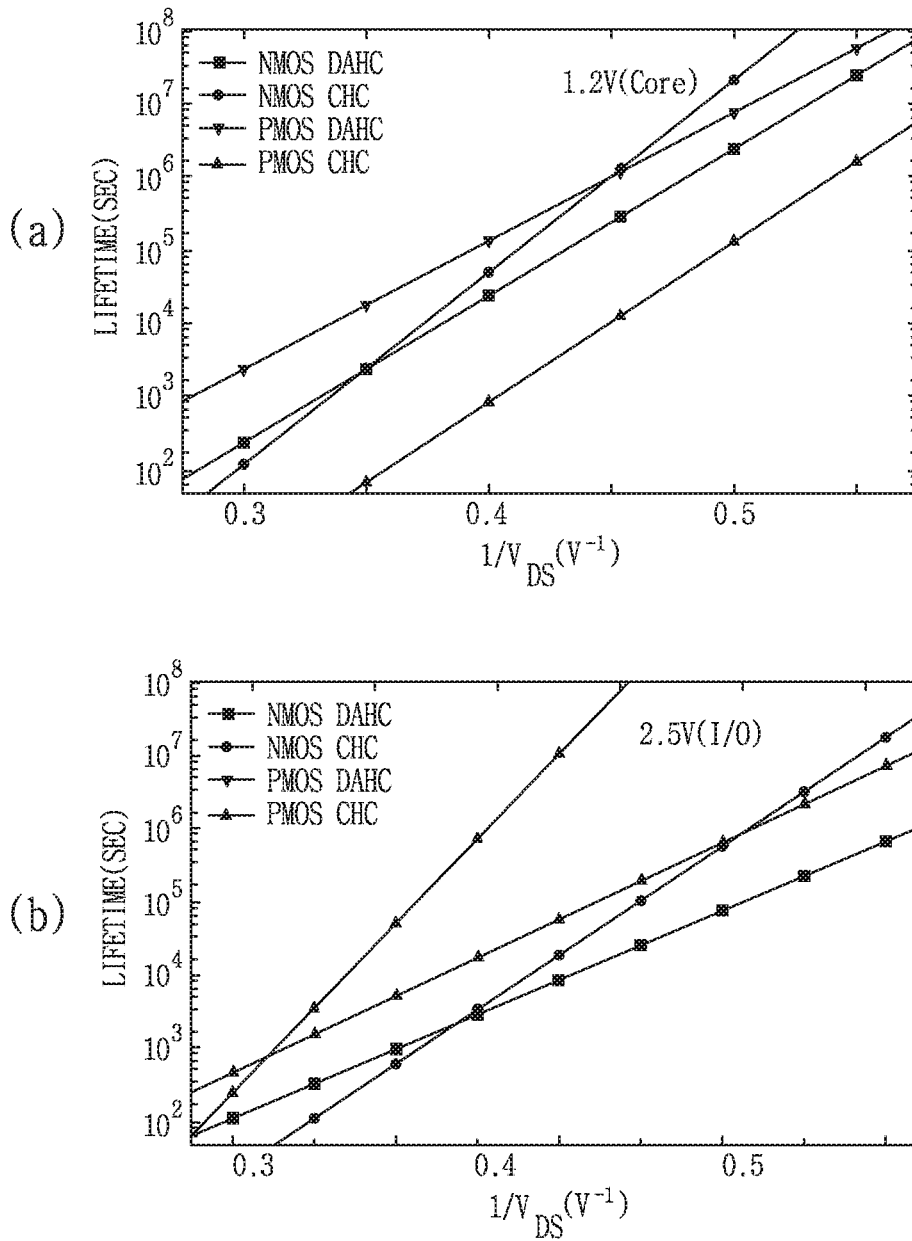 (a)
LIFETIME(SEC)
10^8
10^7
10^6
10^5
10^4
10^3
10^2
NMOS DAHC
NMOS CHC
PMOS DAHC
PMOS CHC
1.2V(Core)
0.3 0.4 0.5
1/V_DS(V^-1)
(b)
LIFETIME(SEC)
10^8
10^7
10^6
10^5
10^4
10^3
10^2
NMOS DAHC
NMOS CHC
PMOS DAHC
PMOS CHC
2.5V(I/O)
0.3 0.4 0.5
1/V_DS(V^-1)